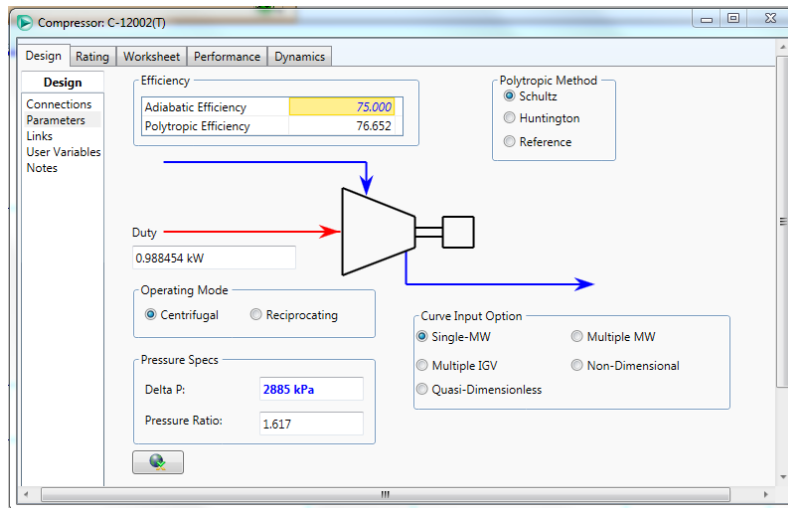 Compressor: C-12002(T)
Design Rating Worksheet Performance Dynamics
Design
Connections
Parameters
Links
User Variables
Notes
Efficiency
Adiabatic Efficiency 75.000
Polytropic Efficiency 76.652
Polytropic Method
Schultz
Huntington
Reference
Duty
0.988454 kW
Operating Mode
Centrifugal Reciprocating
Curve Input Option
Single-MW Multiple MW
Multiple IGV Non-Dimensional
Quasi-Dimensionless
Pressure Specs
Delta P: 2885 kPa
Pressure Ratio: 1.617